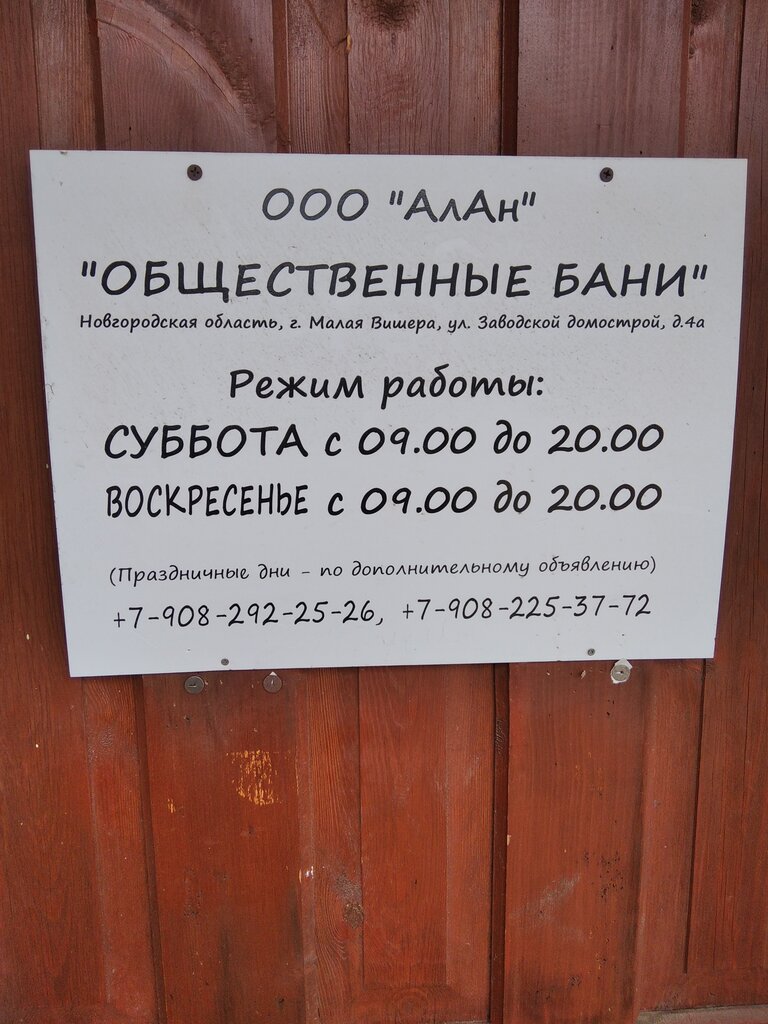 ООО "АлАн"
"ОБЩЕСТВЕННЫЕ БАНИ"
Новгородская область, г. Малая Вишера, ул. Заводской домострой, д.4а
Режим работы:
СУББОТА с 09.00 до 20.00
ВОСКРЕСЕНЬЕ с 09.00 до 20.00
(Праздничные дни - по дополнительному объявлению)
+7-908-292-25-26, +7-908-225-37-72